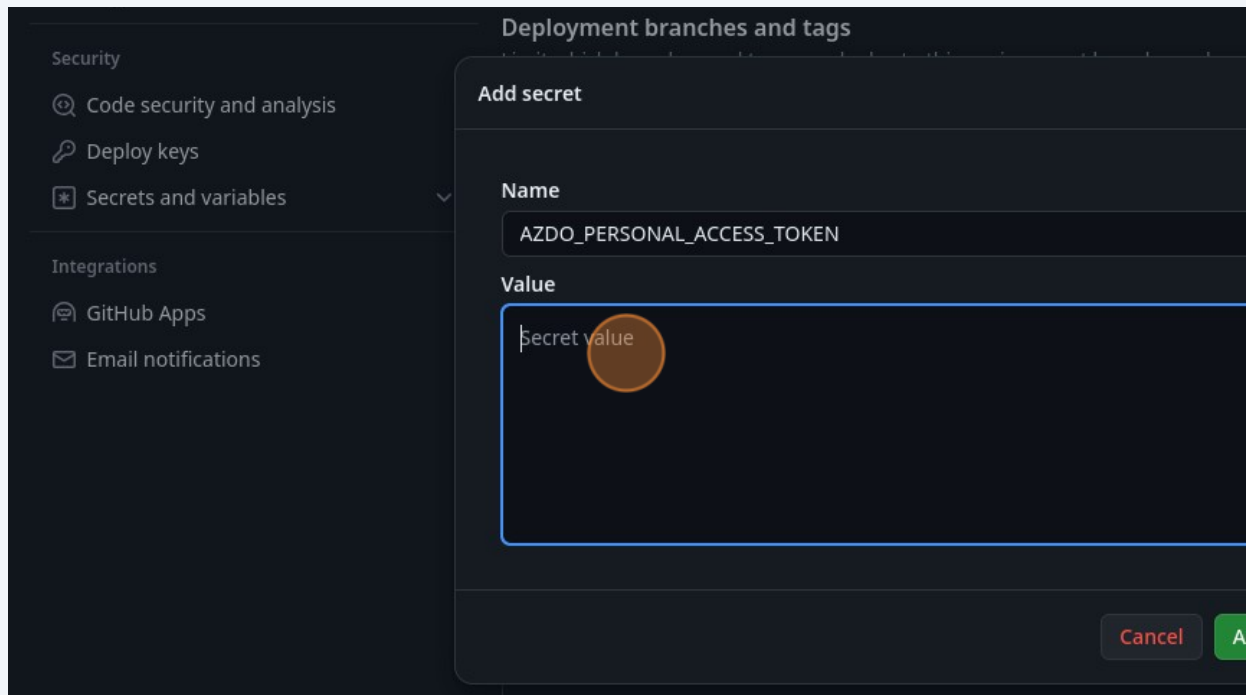 Deployment branches and tags
Security
Code security and analysis
Deploy keys
Secrets and variables
Integrations
GitHub Apps
Email notifications
Add secret
Name
AZDO_PERSONAL_ACCESS_TOKEN
Value
Secret value
Cancel
A